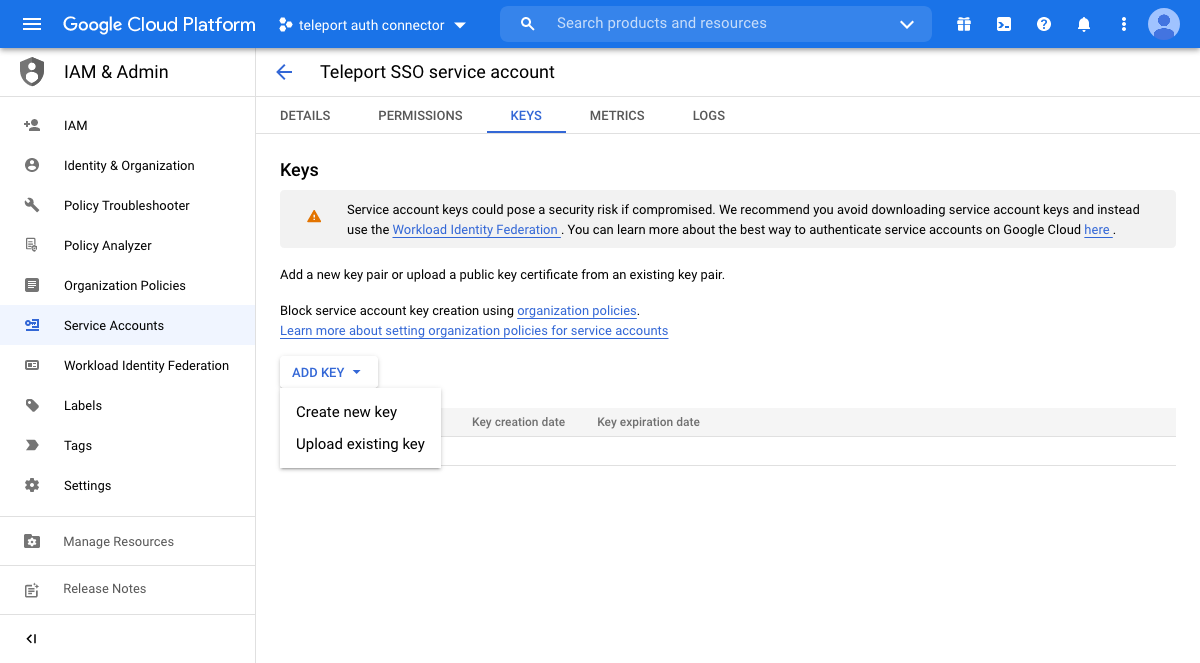 Google Cloud Platform
teleport auth connector
Search products and resources
IAM & Admin
Teleport SSO service account
DETAILS
PERMISSIONS
KEYS
METRICS
LOGS
IAM
Identity & Organization
Policy Troubleshooter
Policy Analyzer
Organization Policies
Service Accounts
Workload Identity Federation
Labels
Tags
Settings
Manage Resources
Release Notes
Keys
Service account keys could pose a security risk if compromised. We recommend you avoid downloading service account keys and instead
use the Workload Identity Federation . You can learn more about the best way to authenticate service accounts on Google Cloud here .
Add a new key pair or upload a public key certificate from an existing key pair.
Block service account key creation using organization policies.
Learn more about setting organization policies for service accounts
ADD KEY
Create new key
Upload existing key
Key creation date
Key expiration date